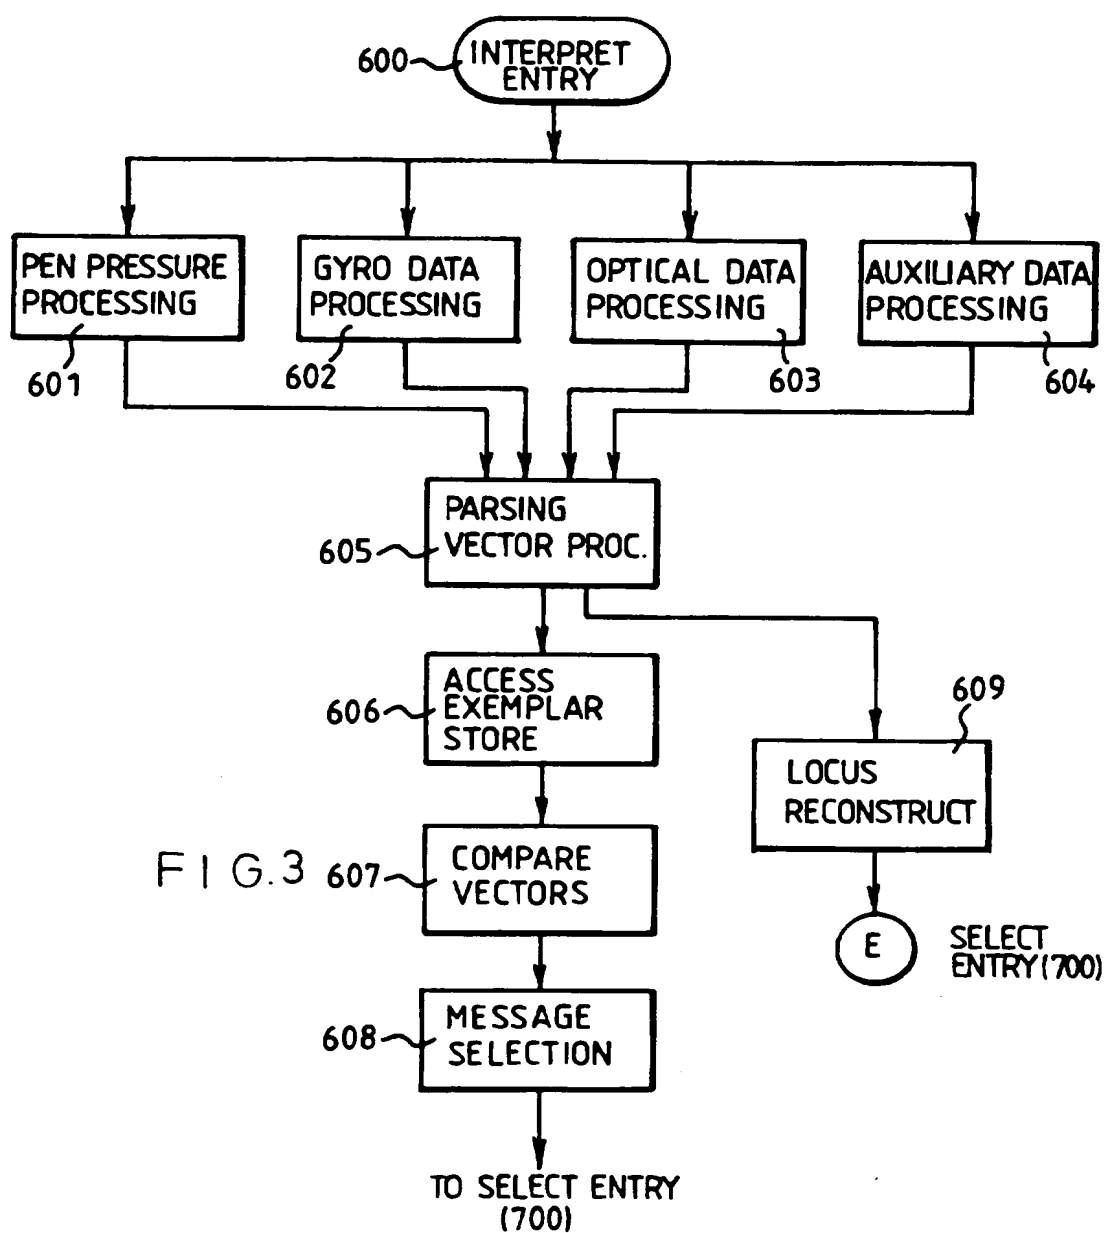 600
INTERPRET
ENTRY
PEN PRESSURE
PROCESSING
601
GYRO DATA
PROCESSING
602
OPTICAL DATA
PROCESSING
603
AUXILIARY DATA
PROCESSING
604
605
PARSING
VECTOR PROC.
606
ACCESS
EXEMPLAR
STORE
609
LOCUS
RECONSTRUCT
FIG.3
607
COMPARE
VECTORS
E
SELECT
ENTRY(700)
608
MESSAGE
SELECTION
TO SELECT ENTRY
(700)